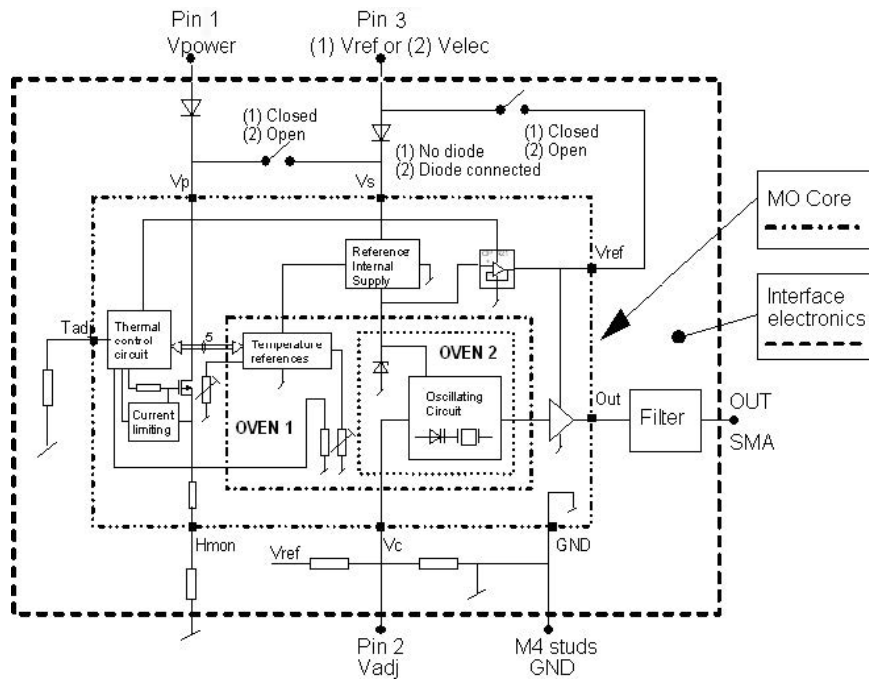 Pin 1
Vpower
Pin 3
(1) Vref or (2) Velec
(1) Closed
(2) Open
(1) No diode
(2) Diode connected
(1) Closed
(2) Open
Vp
Vs
MO Core
Reference
Internal
Supply
Vref
Interface
electronics
Tadj
Thermal
control
circuit
5
Temperature
references
OVEN 2
Oscillating
Circuit
Current
limiting
OVEN 1
Out
Filter
OUT
SMA
Hmon
Vref
Vc
GND
Pin 2
Vadj
M4 studs
GND